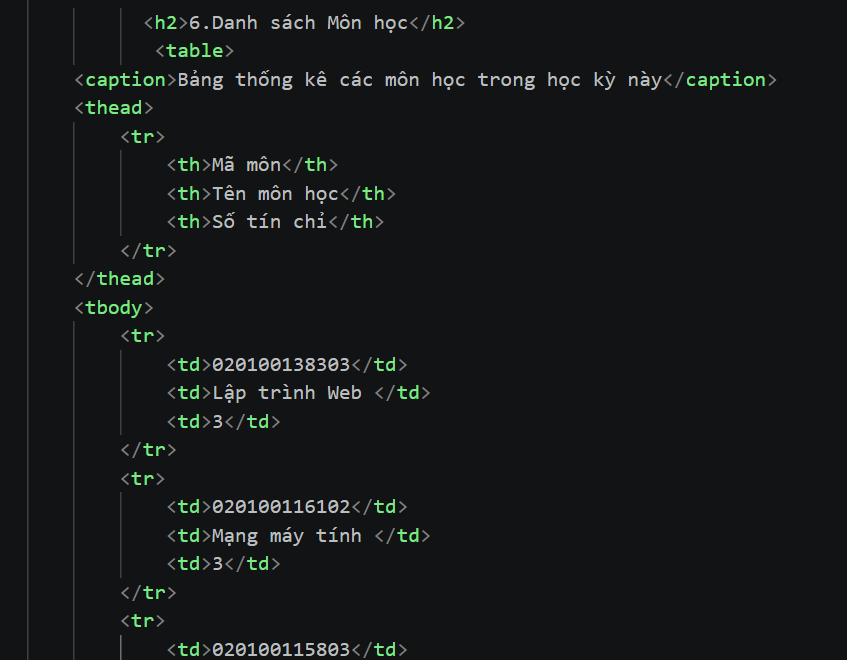 <h2>6.Danh sách Môn học</h2>
<table>
<caption>Bảng thống kê các môn học trong học kỳ này</caption>
<thead>
<tr>
<th>Mã môn</th>
<th>Tên môn học</th>
<th>Số tín chỉ</th>
</tr>
</thead>
<tbody>
<tr>
<td>020100138303</td>
<td>Lập trình Web </td>
<td>3</td>
</tr>
<tr>
<td>020100116102</td>
<td>Mạng máy tính </td>
<td>3</td>
</tr>
<tr>
<td>020100115803</td>